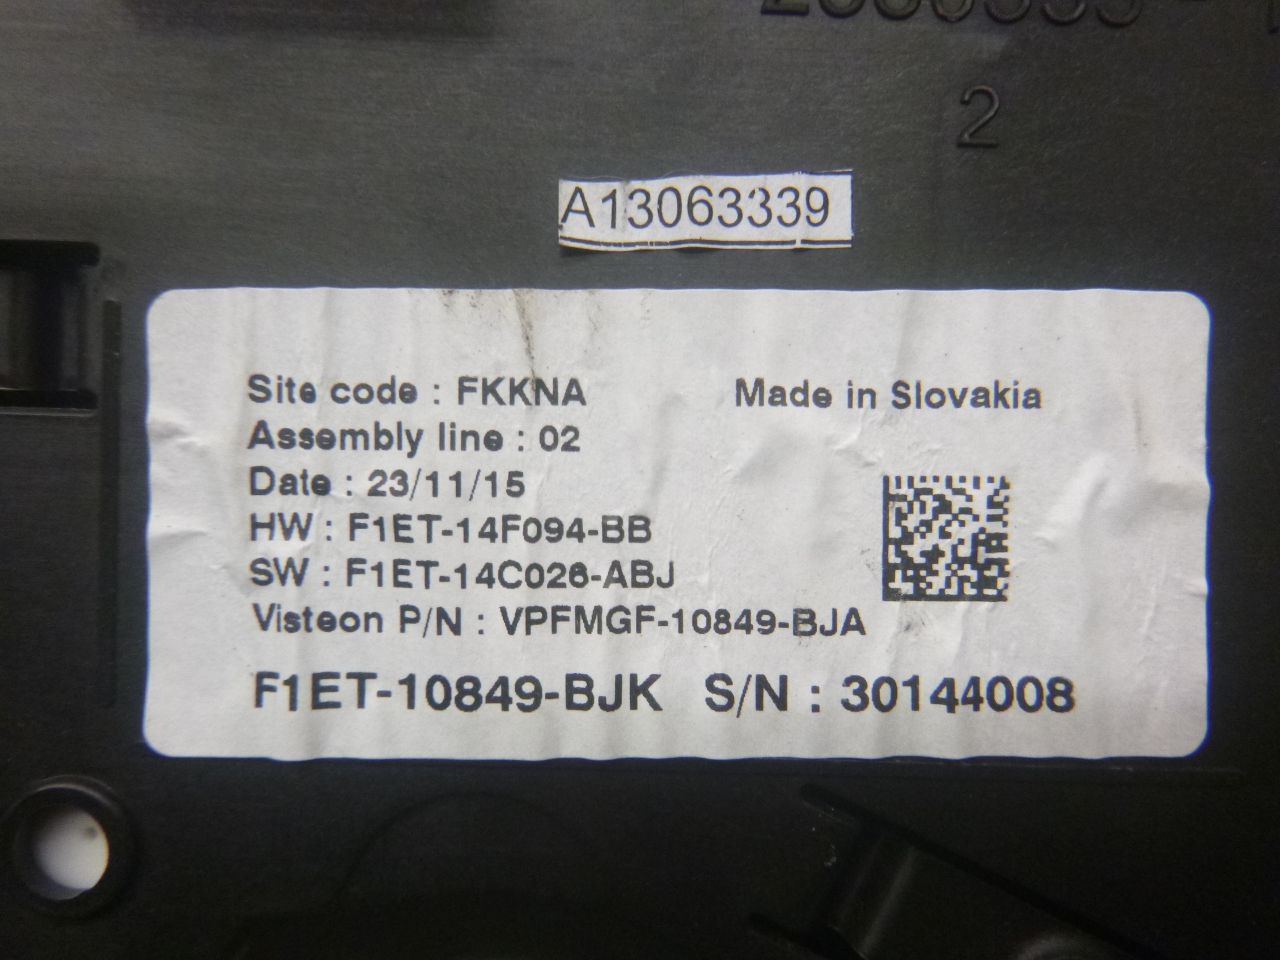 2
A13063339
Site code : FKKNA
Made in Slovakia
Assembly line : 02
Date : 23/11/15
HW : F1ET-14F094-BB
SW : F1ET-14C026-ABJ
Visteon P/N : VPFMGF-10849-BJA
F1ET-10849-BJK S/N : 30144008